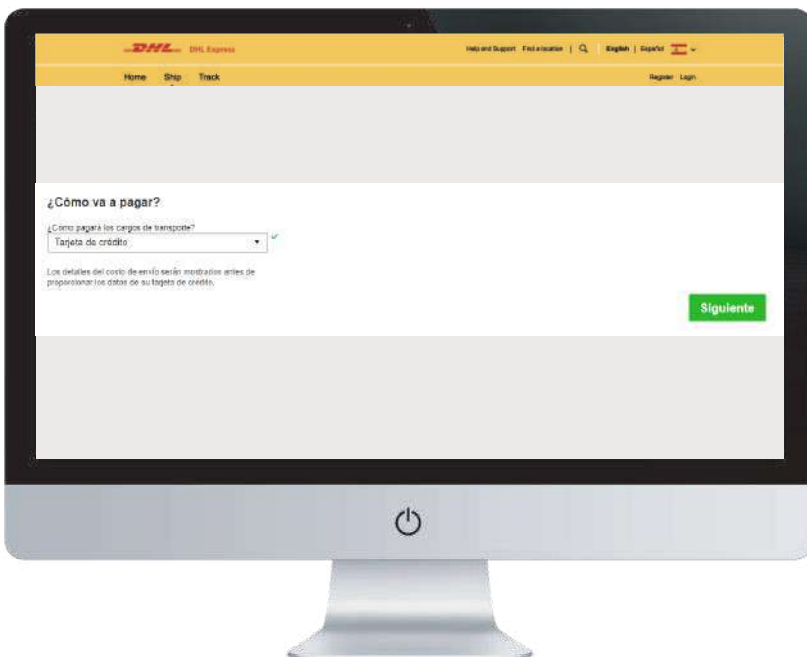 DHL DHL Express
Help and Support Find a location | English | Español
Home Ship Track
Register Login
¿Cómo va a pagar?
¿Cómo pagará los cargos de transporte?
Tarjeta de crédito
Los detalles del costo de envío serán mostrados antes de
proporcionar los datos de su tarjeta de crédito.
Siguiente